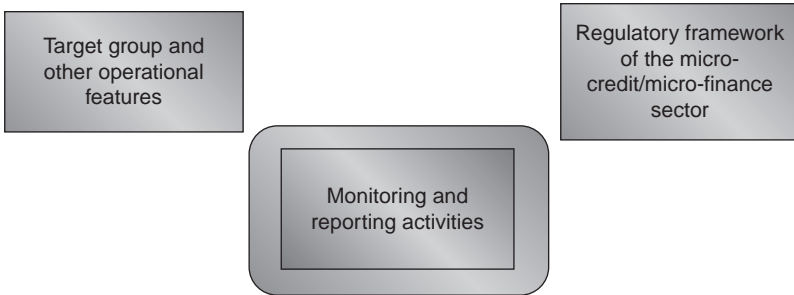 Target group and
other operational
features
Regulatory framework
of the micro-
credit/micro-finance
sector
Monitoring and
reporting activities